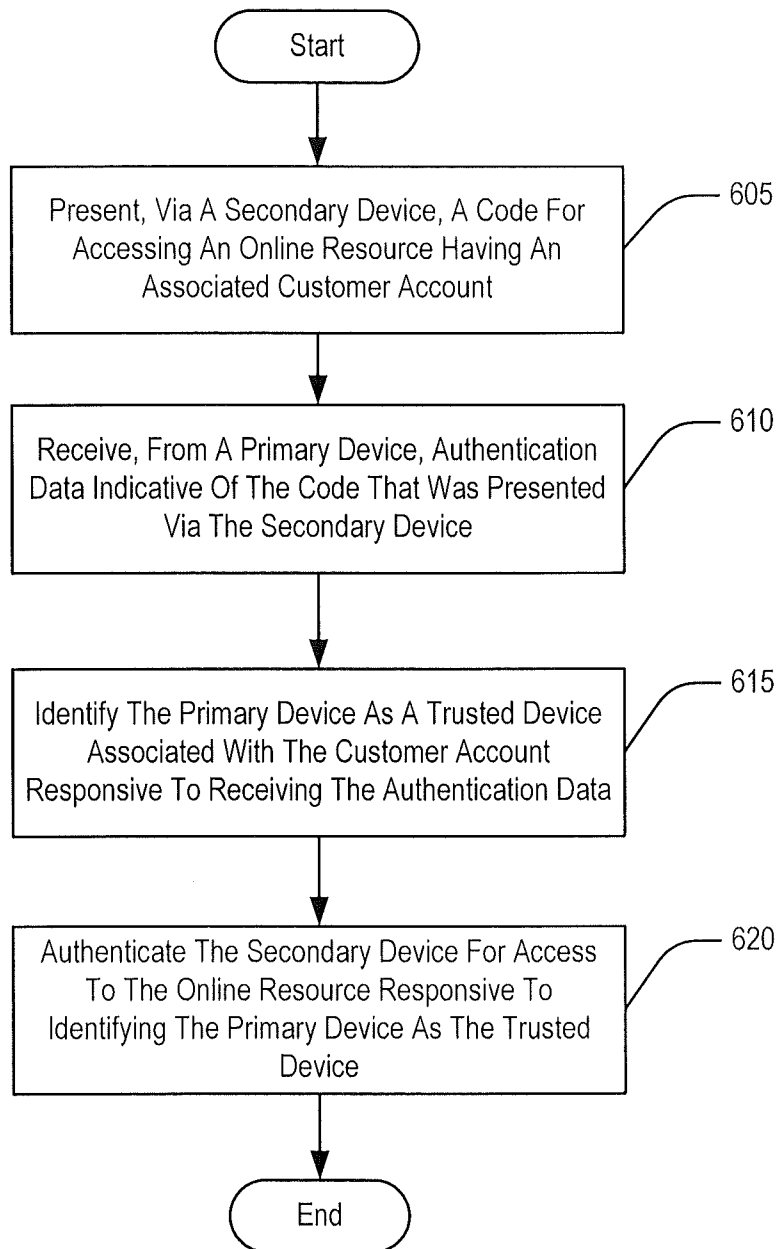 Start
Present, Via A Secondary Device, A Code For
Accessing An Online Resource Having An
Associated Customer Account
605
Receive, From A Primary Device, Authentication
Data Indicative Of The Code That Was Presented
Via The Secondary Device
610
Identify The Primary Device As A Trusted Device
Associated With The Customer Account
Responsive To Receiving The Authentication Data
615
Authenticate The Secondary Device For Access
To The Online Resource Responsive To
Identifying The Primary Device As The Trusted
Device
620
End